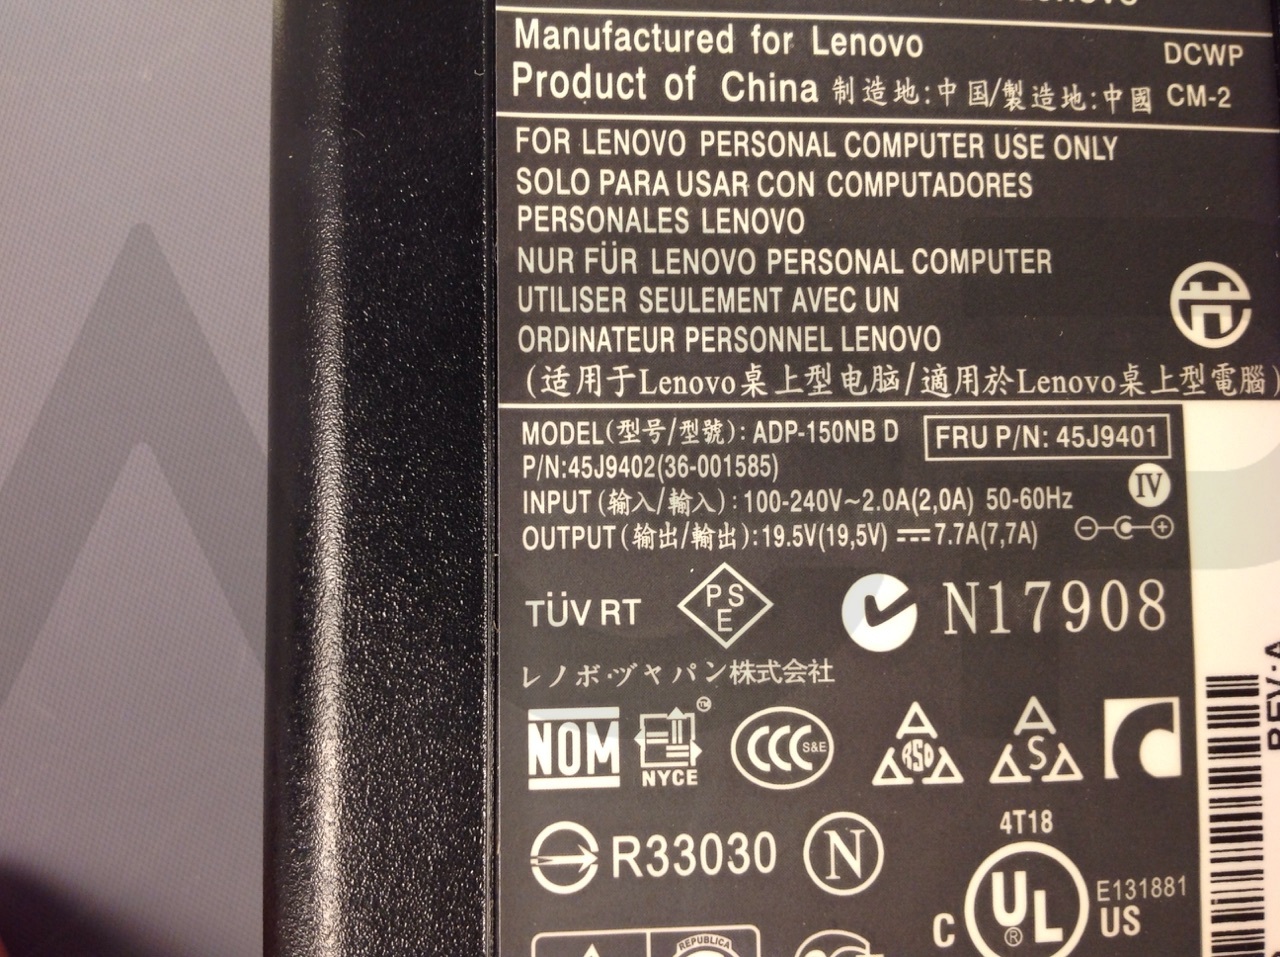 Manufactured for Lenovo DCWP
Product of China 制造地:中国/製造地:中國 CM-2
FOR LENOVO PERSONAL COMPUTER USE ONLY
SOLO PARA USAR CON COMPUTADORES
PERSONALES LENOVO
NUR FÜR LENOVO PERSONAL COMPUTER
UTILISER SEULEMENT AVEC UN
ORDINATEUR PERSONNEL LENOVO
(适用于Lenovo桌上型电脑/適用於Lenovo桌上型電腦)
MODEL(型号/型號): ADP-150NB D FRU P/N: 45J9401
P/N:45J9402(36-001585)
IV
INPUT (输入/輸入): 100-240V~2.0A(2,0A) 50-60Hz
OUTPUT (输出/輸出): 19.5V(19,5V) ⎓ 7.7A(7,7A)
TÜV RT PSE N17908
レノボ·ジャパン株式会社
NOM NYCE TM CCC S&E ARSO S
R33030 N
4T18
C UL ® US E131881
REPUBLICA
REV:A